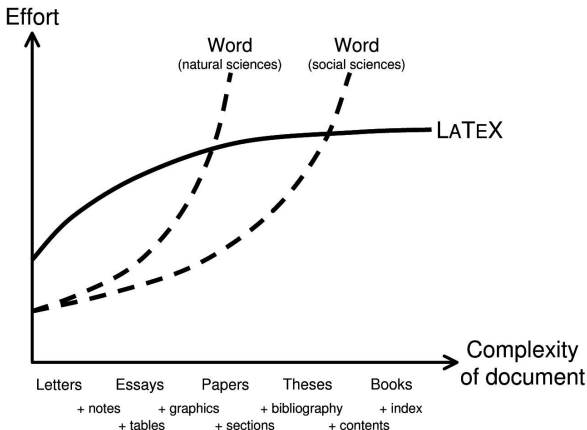 Effort
Word
(natural sciences)
Word
(social sciences)
LATEX
Complexity
of document
Letters Essays Papers Theses Books
+ notes + graphics + bibliography + index
+ tables + sections + contents